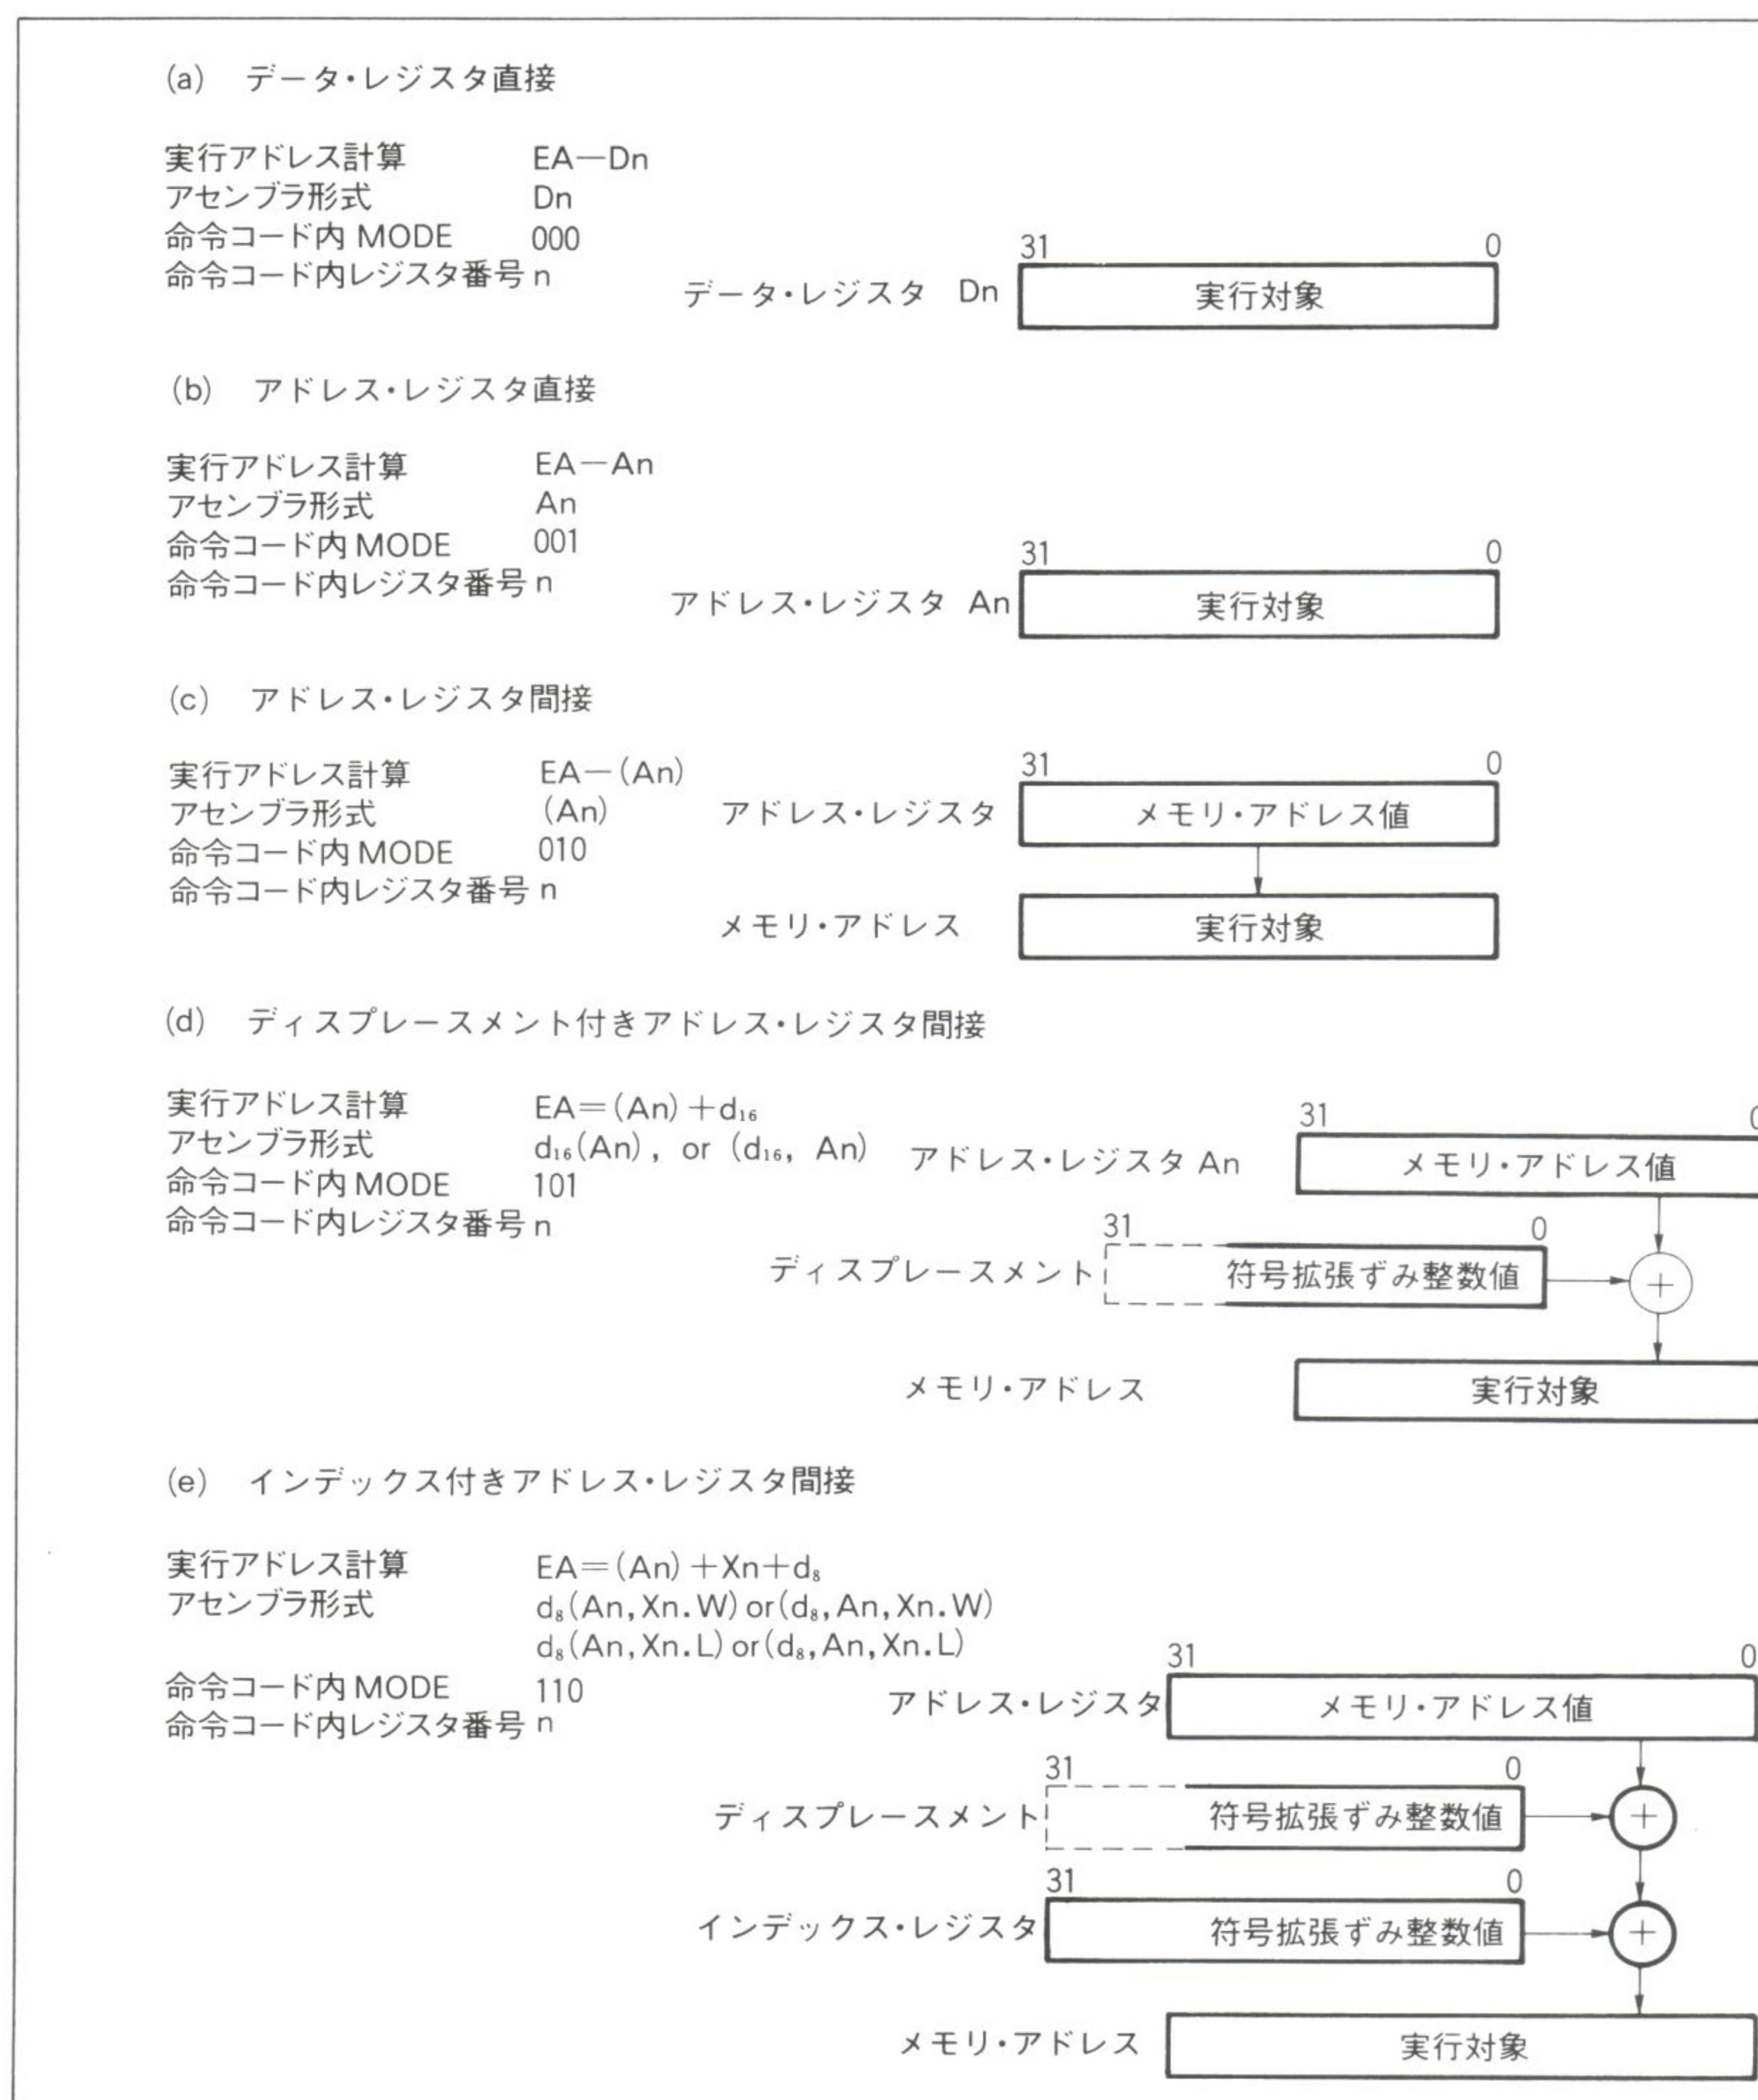 (a) データ・レジスタ直接
実行アドレス計算 EA—Dn
アセンブラ形式 Dn
命令コード内 MODE 000
命令コード内レジスタ番号 n
31 0
データ・レジスタ Dn 実行対象
(b) アドレス・レジスタ直接
実行アドレス計算 EA—An
アセンブラ形式 An
命令コード内 MODE 001
命令コード内レジスタ番号 n
31 0
アドレス・レジスタ An 実行対象
(c) アドレス・レジスタ間接
実行アドレス計算 EA—(An)
アセンブラ形式 (An)
命令コード内 MODE 010
命令コード内レジスタ番号 n
31 0
アドレス・レジスタ メモリ・アドレス値
メモリ・アドレス 実行対象
(d) ディスプレースメント付きアドレス・レジスタ間接
実行アドレス計算 EA=(An)+d₁₆
アセンブラ形式 d₁₆(An), or (d₁₆, An)
命令コード内 MODE 101
命令コード内レジスタ番号 n
31 0
アドレス・レジスタ An メモリ・アドレス値
31 0
ディスプレースメント 符号拡張ずみ整数値 +
メモリ・アドレス 実行対象
(e) インデックス付きアドレス・レジスタ間接
実行アドレス計算 EA=(An)+Xn+d₈
アセンブラ形式 d₈(An,Xn.W) or (d₈,An,Xn.W)
d₈(An,Xn.L) or (d₈,An,Xn.L)
命令コード内 MODE 110
命令コード内レジスタ番号 n
31 0
アドレス・レジスタ メモリ・アドレス値
31 0
ディスプレースメント 符号拡張ずみ整数値 +
31 0
インデックス・レジスタ 符号拡張ずみ整数値 +
メモリ・アドレス 実行対象